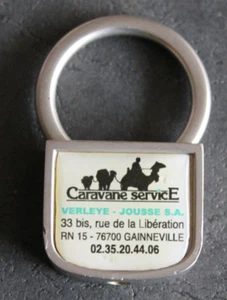 Caravane servicE
VERLEYE - JOUSSE S.A.
33 bis, rue de la Libération
RN 15 - 76700 GAINNEVILLE
02.35.20.44.06